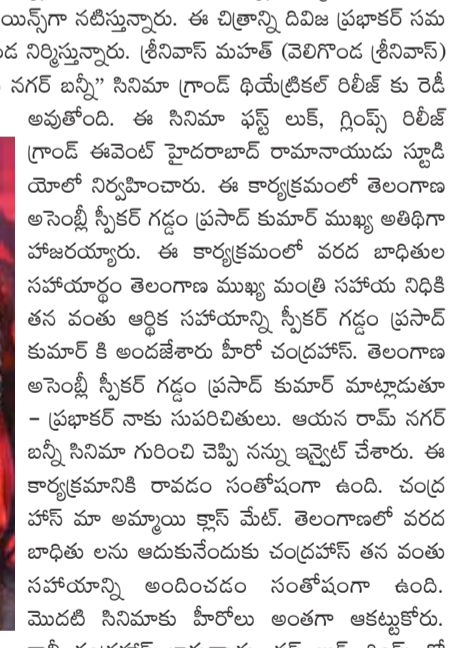 యిన్స్‌గా నటిస్తున్నారు. ఈ చిత్రాన్ని దివిజ ప్రభాకర్ సమ
నిర్మిస్తున్నారు. శ్రీనివాస్ మహత్ (వెలిగొండ శ్రీనివాస్)
నగర్ బన్నీ” సినిమా గ్రాండ్ థియేట్రికల్ రిలీజ్ కు రెడీ
అవుతోంది. ఈ సినిమా ఫస్ట్ లుక్, గ్లింప్స్ రిలీజ్
గ్రాండ్ ఈవెంట్ హైదరాబాద్ రామానాయుడు స్టూడి
యోలో నిర్వహించారు. ఈ కార్యక్రమంలో తెలంగాణ
అసెంబ్లీ స్పీకర్ గడ్డం ప్రసాద్ కుమార్ ముఖ్య అతిథిగా
హాజరయ్యారు. ఈ కార్యక్రమంలో వరద బాధితుల
సహాయార్థం తెలంగాణ ముఖ్య మంత్రి సహాయ నిధికి
తన వంతు ఆర్థిక సహాయాన్ని స్పీకర్ గడ్డం ప్రసాద్
కుమార్ కి అందజేశారు హీరో చంద్రహాస్. తెలంగాణ
అసెంబ్లీ స్పీకర్ గడ్డం ప్రసాద్ కుమార్ మాట్లాడుతూ
– ప్రభాకర్ నాకు సుపరిచితులు. ఆయన రామ్ నగర్
బన్నీ సినిమా గురించి చెప్పి నన్ను ఇన్వైట్ చేశారు. ఈ
కార్యక్రమానికి రావడం సంతోషంగా ఉంది. చంద్ర
హాస్ మా అమ్మాయి క్లాస్ మేట్. తెలంగాణలో వరద
బాధితు లను ఆదుకునేందుకు చంద్రహాస్ తన వంతు
సహాయాన్ని అందించడం సంతోషంగా ఉంది.
మొదటి సినిమాకు హీరోలు అంతగా ఆకట్టుకోరు.